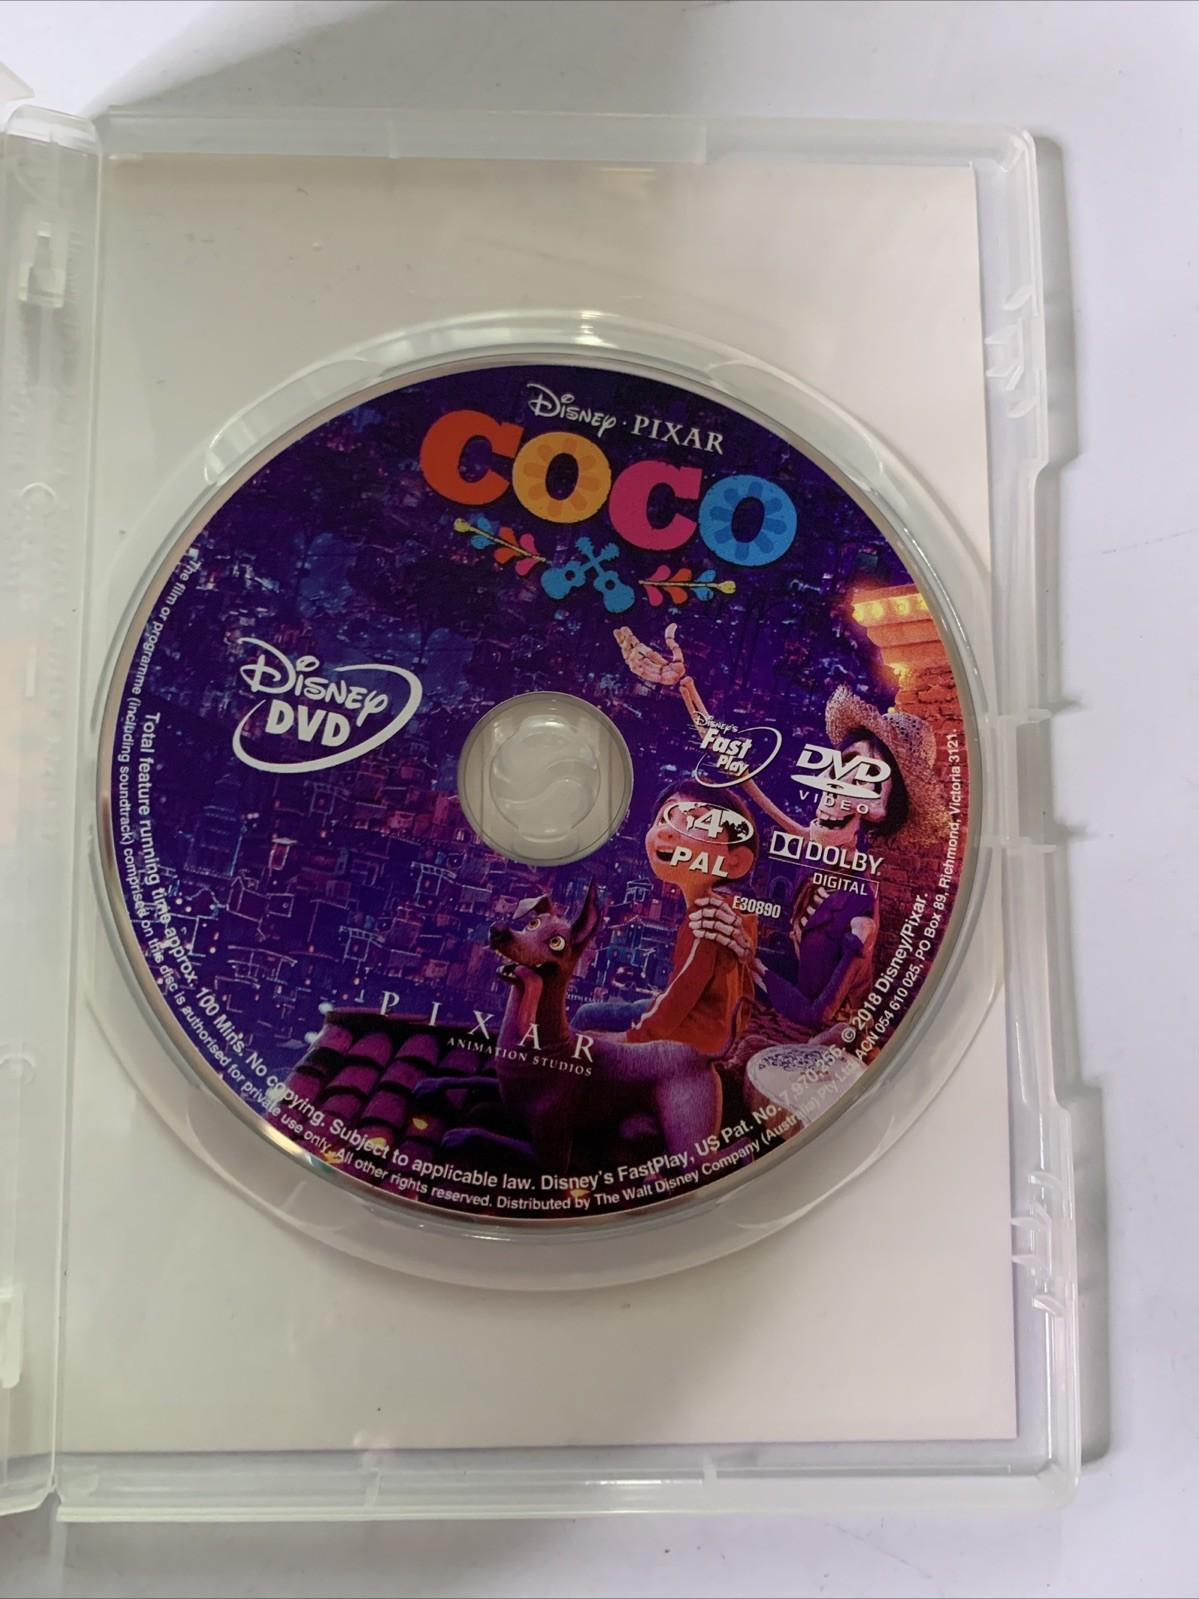 DISNEY · PIXAR
COCO
DISNEY
DVD
DISNEY'S
Fast
Play
DVD
VIDEO
4
PAL
DOLBY
DIGITAL
E30890
PIXAR
ANIMATION STUDIOS
Total feature running time approx. 100 Mins. No copying. Subject to applicable law. Disney's FastPlay, US Pat. No. 7,970,256 © 2018 Disney/Pixar.
The film or programme (including soundtrack) comprised on this disc is authorised for private use only. All other rights reserved. Distributed by The Walt Disney Company (Australia) Pty Ltd. ACN 054 610 025, PO Box 89, Richmond, Victoria 3121.